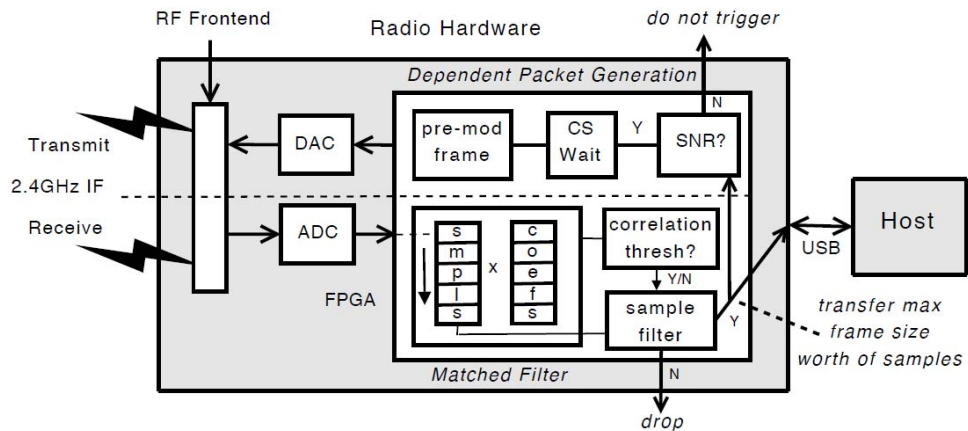 RF Frontend
Radio Hardware
do not trigger
Dependent Packet Generation
N
Transmit
DAC
pre-mod
frame
CS
Wait
Y
SNR?
2.4GHz IF
Receive
ADC
FPGA
s
m
p
l
s
x
c
o
e
f
s
correlation
thresh?
Y/N
sample
filter
Y
N
Matched Filter
drop
USB
Host
transfer max
frame size
worth of samples